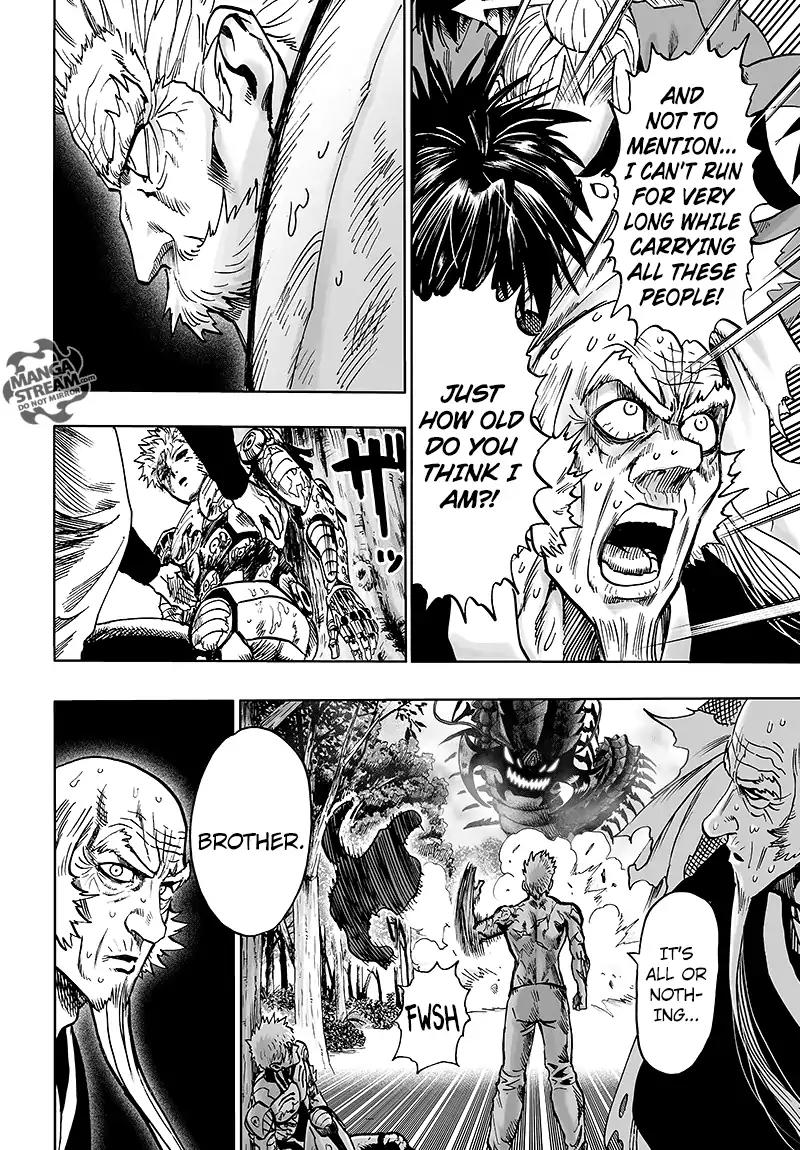 AND
NOT TO
MENTION...
I CAN'T RUN
FOR VERY
LONG WHILE
CARRYING
ALL THESE
PEOPLE!
JUST
HOW OLD
DO YOU
THINK I
AM?!
MANGA
STREAM.com
DO NOT MIRROR!
ザッ
IT'S
ALL OR
NOTH-
ING...
FWSH
BROTHER.